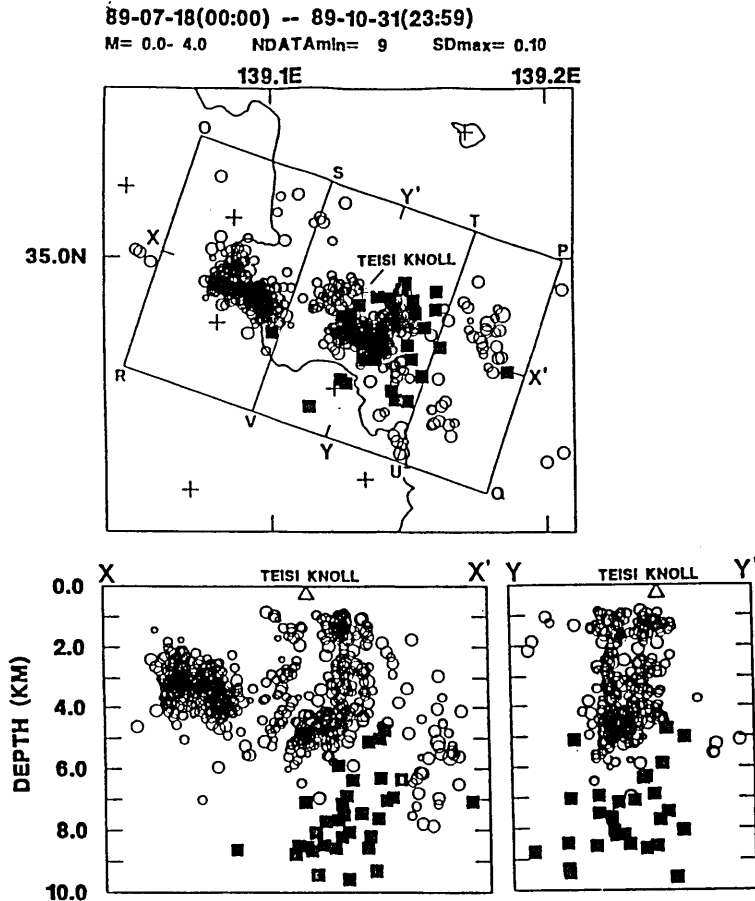 89-07-18(00:00) -- 89-10-31(23:59)
M= 0.0- 4.0 NDATAmin= 9 SDmax= 0.10
139.1E 139.2E
O
S
Y'
T
P
X
35.0N
TEISI KNOLL
R
X'
V
Y
U
Q
X TEISI KNOLL X' Y TEISI KNOLL Y'
0.0
2.0
4.0
6.0
8.0
10.0
DEPTH (KM)